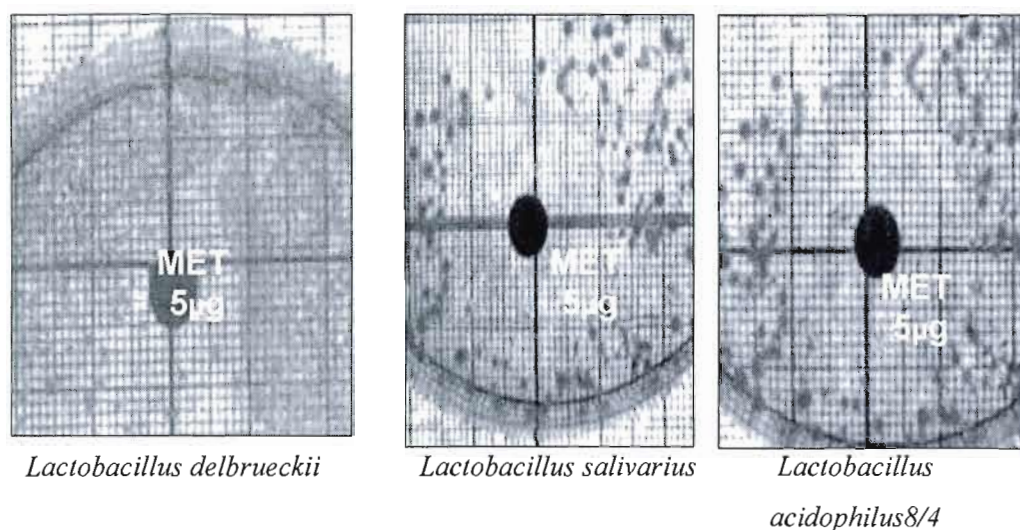 MET
5µg
MET
5µg
MET
5µg
Lactobacillus delbrueckii
Lactobacillus salivarius
Lactobacillus
acidophilus8/4